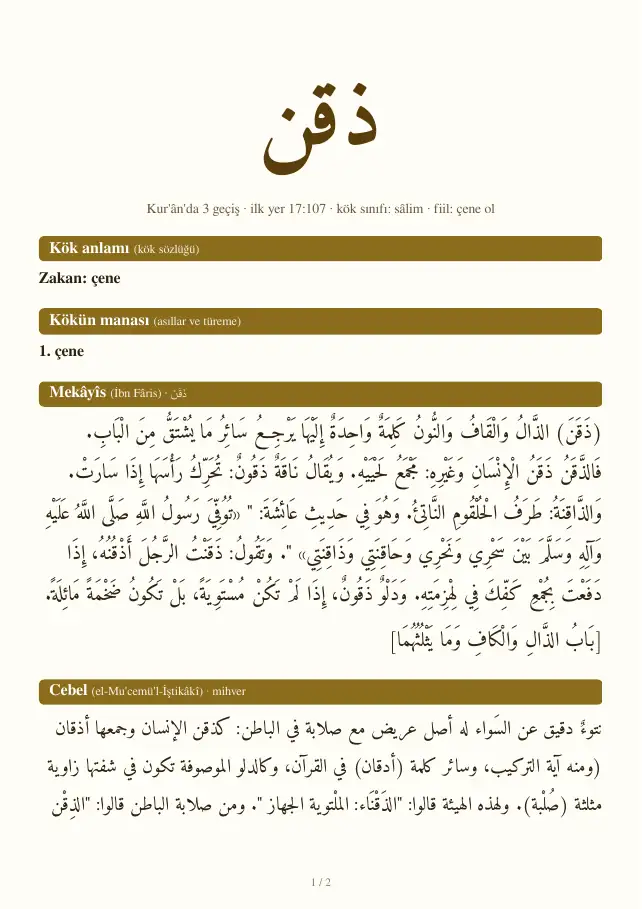 ذقن
Kur'ân'da 3 geçiş · ilk yer 17:107 · kök sınıfı: sâlim · fiil: çene ol
Kök anlamı (kök sözlüğü)
Zakan: çene
Kökün manası (asıllar ve türeme)
1. çene
Mekâyîs (İbn Fâris) · ذَقَنَ
(ذَقَنَ) الذَّالُ وَالْقَافُ وَالنُّونُ كَلِمَةٌ وَاحِدَةٌ إِلَيْهَا يَرْجِعُ سَائِرُ مَا يُشْتَقُّ مِنَ الْبَابِ.
فَالذَّقَنُ ذَقَنُ الْإِنْسَانِ وَغَيْرِهِ: مَجْمَعُ لَحْيَيْهِ. وَيُقَالُ نَاقَةٌ ذَقُونٌ: تُحَرِّكُ رَأْسَهَا إِذَا سَارَتْ.
وَالذَّاقِنَةُ: طَرَفُ الْحُلْقُومِ النَّاتِئُ. وَهُوَ فِي حَدِيثِ عَائِشَةَ: " «تُوُفِّيَ رَسُولُ اللَّهِ صَلَّى اللَّهُ عَلَيْهِ
وَآلِهِ وَسَلَّمَ بَيْنَ سَحْرِي وَنَحْرِي وَحَاقِنَتِي وَذَاقِنَتِي» ". وَتَقُولُ: ذَقَنْتُ الرَّجُلَ أَذْقُنُهُ، إِذَا
دَفَعْتَ بِجُمْعِ كَفِّكَ فِي لِهْزِمَتِهِ. وَدَلْوٌ ذَقُونٌ، إِذَا لَمْ تَكُنْ مُسْتَوِيَةً، بَلْ تَكُونُ ضَخْمَةً مَائِلَةً.
[بَابُ الذَّالِ وَالْكَافِ وَمَا يَثْلُثُهُمَا]
Cebel (el-Mu'cemü'l-İştikâkî) · mihver
نتوءٌ دقيق عن السَواء له أصل عريض مع صلابة في الباطن: كذقن الإنسان وجمعها أذقان
(ومنه آية التركيب، وسائر كلمة (أدقان) في القرآن، وكالدلو الموصوفة تكون في شفتها زاوية
مثلثة (صُلْبة). ولهذه الهيئة قالوا: "الذَقْنَاء: الملْتوية الجهاز ". ومن صلابة الباطن قالوا: "الذِقْن
1 / 2